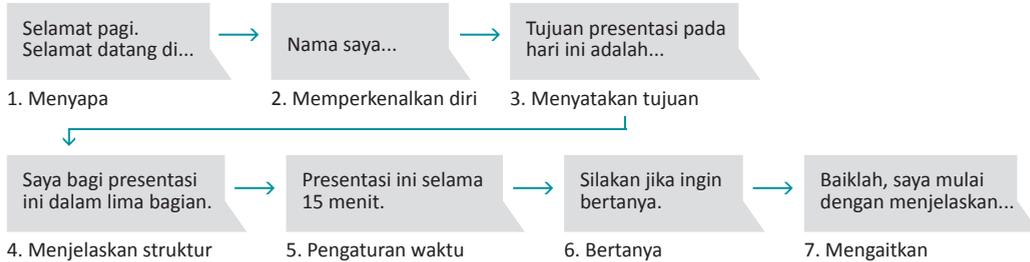 Selamat pagi.
Selamat datang di...
Nama saya...
Tujuan presentasi pada
hari ini adalah...
1. Menyapa
2. Memperkenalkan diri
3. Menyatakan tujuan
Saya bagi presentasi
ini dalam lima bagian.
Presentasi ini selama
15 menit.
Silakan jika ingin
bertanya.
Baiklah, saya mulai
dengan menjelaskan...
4. Menjelaskan struktur
5. Pengaturan waktu
6. Bertanya
7. Mengaitkan